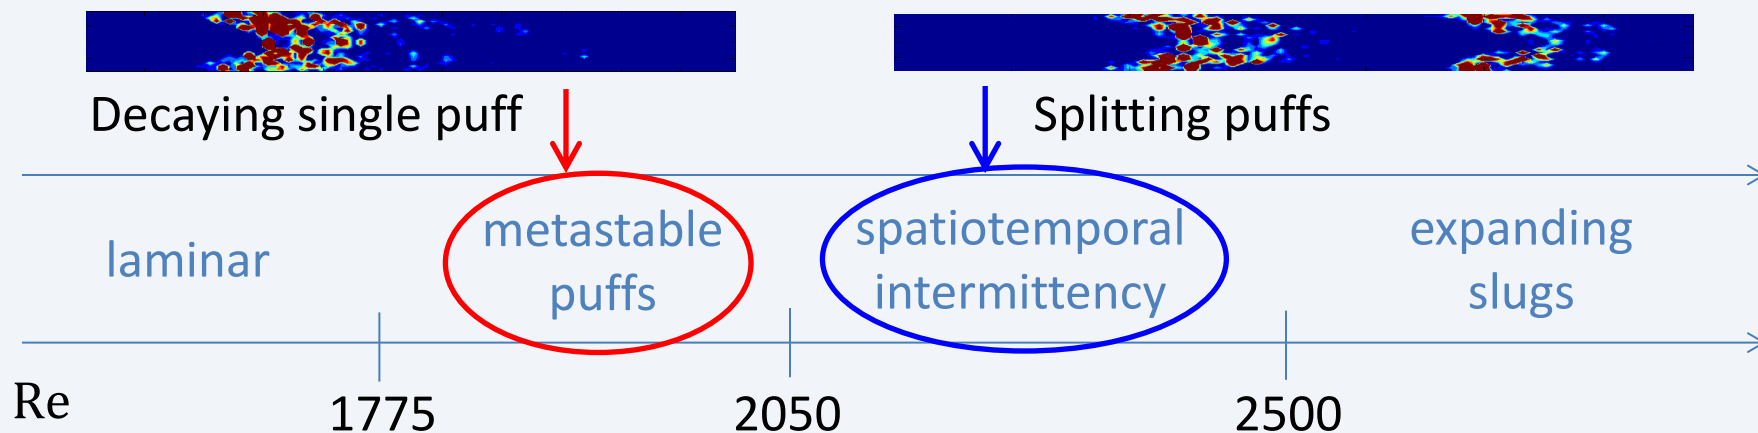 Decaying single puff
Splitting puffs
laminar
metastable
puffs
spatiotemporal
intermittency
expanding
slugs
Re
1775
2050
2500